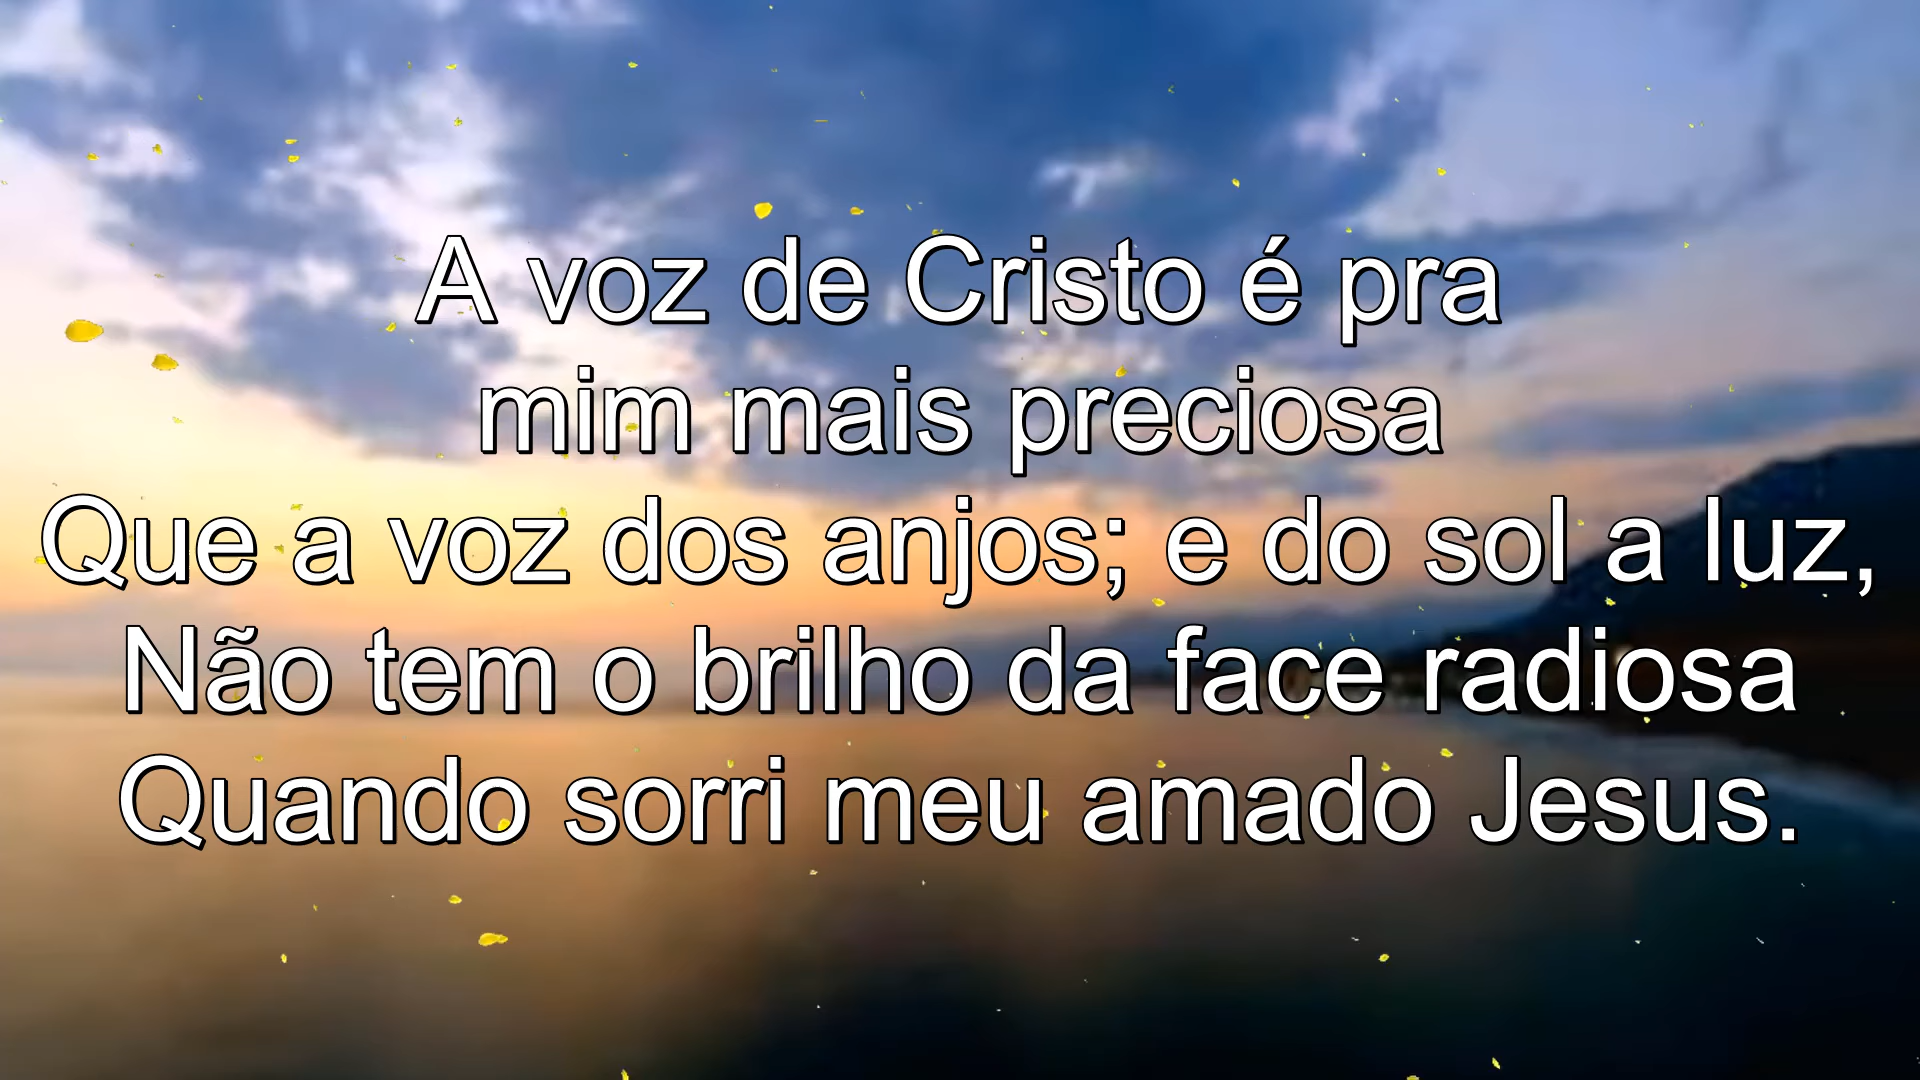 A voz de Cristo é pra
mim mais preciosa
Que a voz dos anjos; e do sol a luz,
Não tem o brilho da face radiosa
Quando sorri meu amado Jesus.